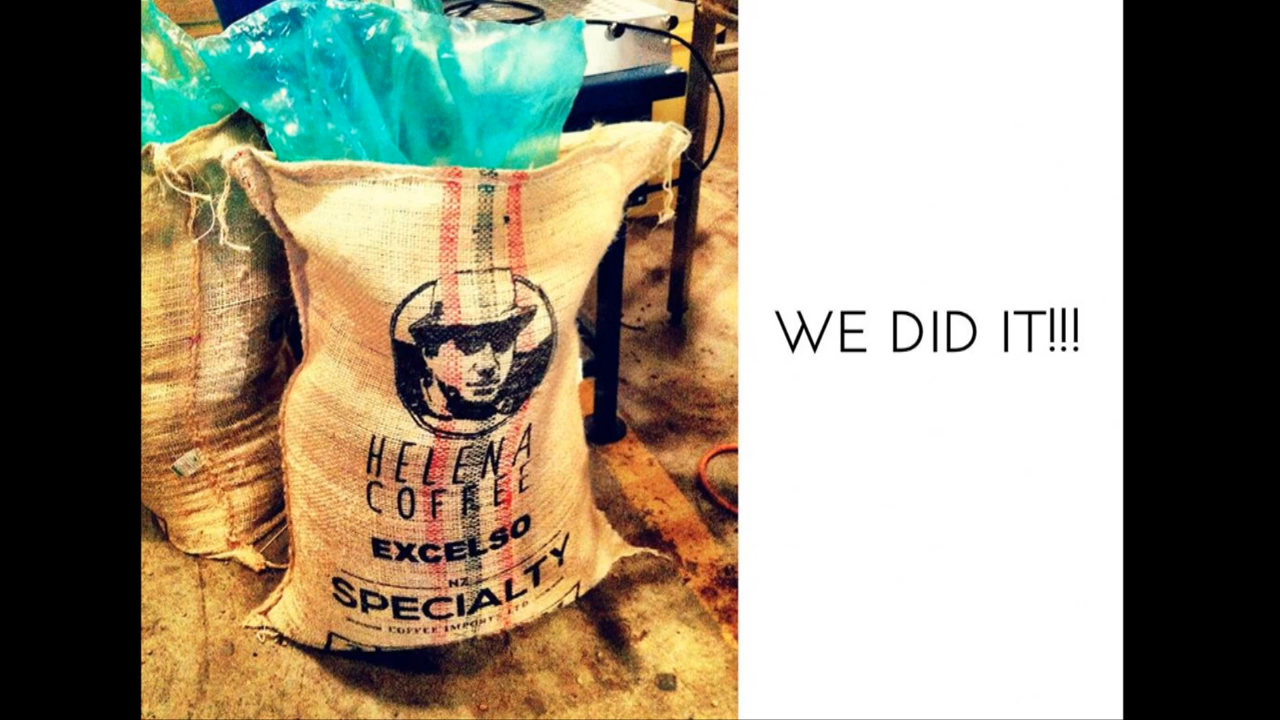 HELENA
COFFEE
EXCELSO
NZ
SPECIALTY
COFFEE IMPORTS LTD
WE DID IT!!!